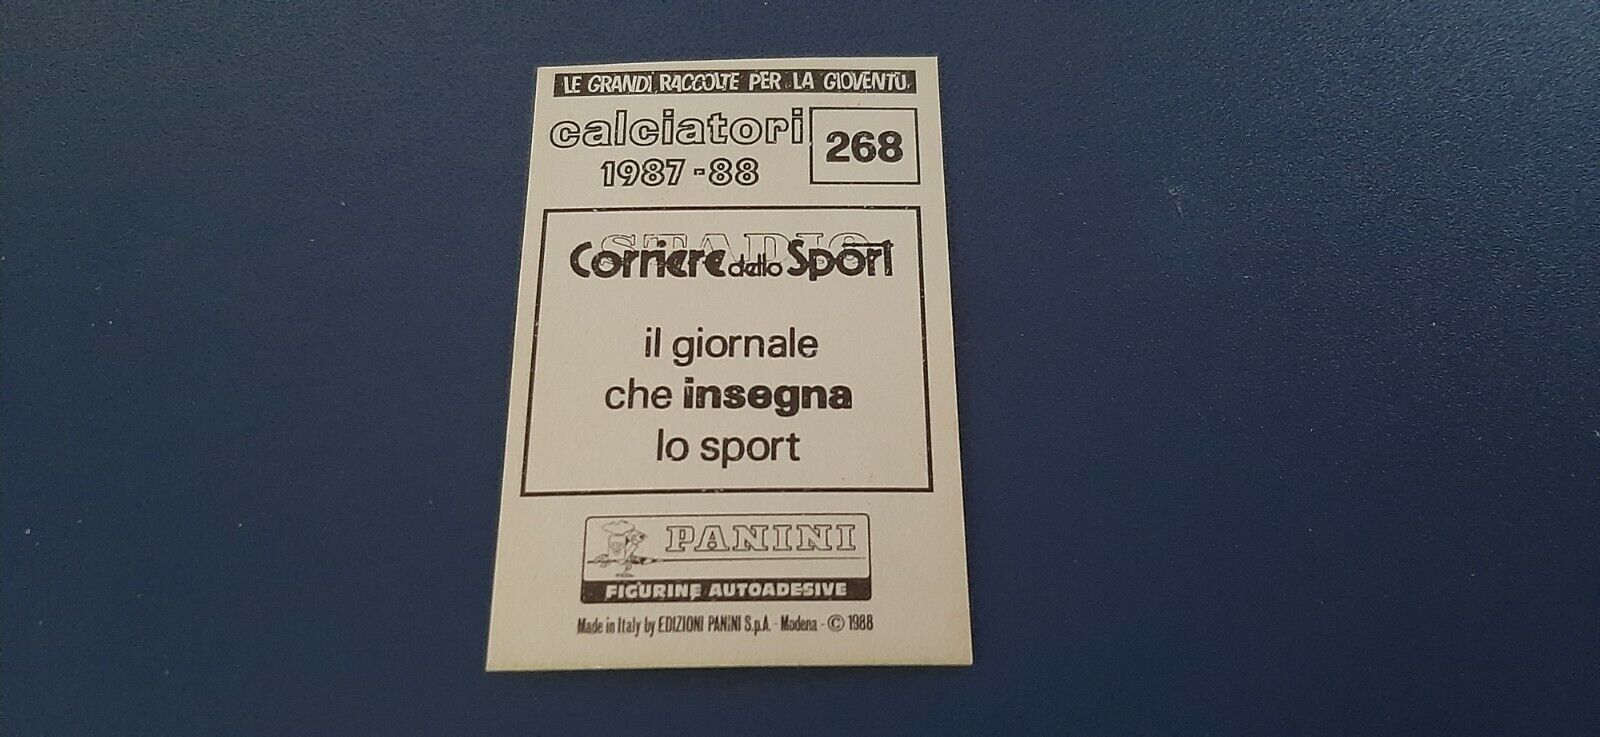 LE GRANDI RACCOLTE PER LA GIOVENTÙ
calciatori
1987-88
268
STADIO
Corriere dello Sport
il giornale
che insegna
lo sport
PANINI
FIGURINE AUTOADESIVE
Made in Italy by EDIZIONI PANINI S.p.A. - Modena - © 1988